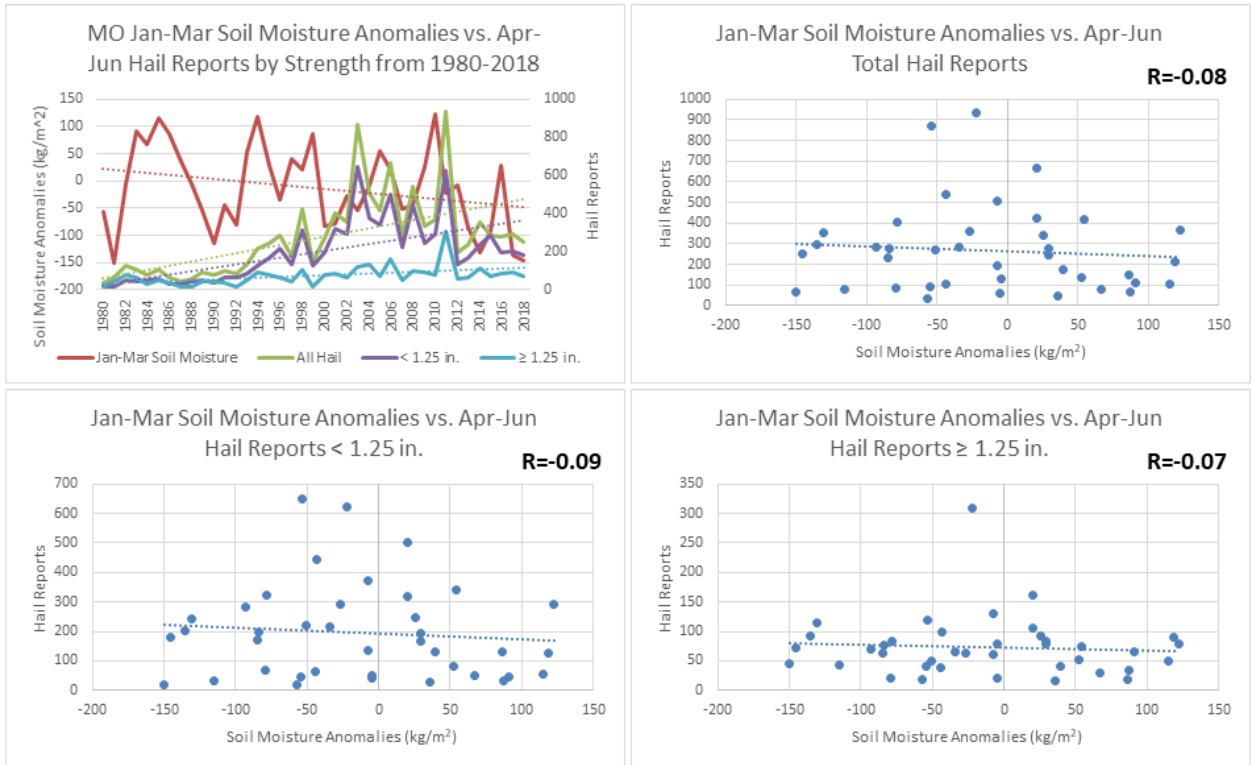 MO Jan-Mar Soil Moisture Anomalies vs. Apr-
Jun Hail Reports by Strength from 1980-2018
Soil Moisture Anomalies (kg/m^2)
150
100
50
0
-50
-100
-150
-200
1000
800
600
400
200
0
Hail Reports
1980
1982
1984
1986
1988
1990
1992
1994
1996
1998
2000
2002
2004
2006
2008
2010
2012
2014
2016
2018
Jan-Mar Soil Moisture All Hail < 1.25 in. ≥ 1.25 in.
Jan-Mar Soil Moisture Anomalies vs. Apr-Jun
Total Hail Reports
R=-0.08
Hail Reports
1000
900
800
700
600
500
400
300
200
100
0
-200 -150 -100 -50 0 50 100 150
Soil Moisture Anomalies (kg/m²)
Jan-Mar Soil Moisture Anomalies vs. Apr-Jun
Hail Reports < 1.25 in.
R=-0.09
Hail Reports
700
600
500
400
300
200
100
0
-200 -150 -100 -50 0 50 100 150
Soil Moisture Anomalies (kg/m²)
Jan-Mar Soil Moisture Anomalies vs. Apr-Jun
Hail Reports ≥ 1.25 in.
R=-0.07
Hail Reports
350
300
250
200
150
100
50
0
-200 -150 -100 -50 0 50 100 150
Soil Moisture Anomalies (kg/m²)